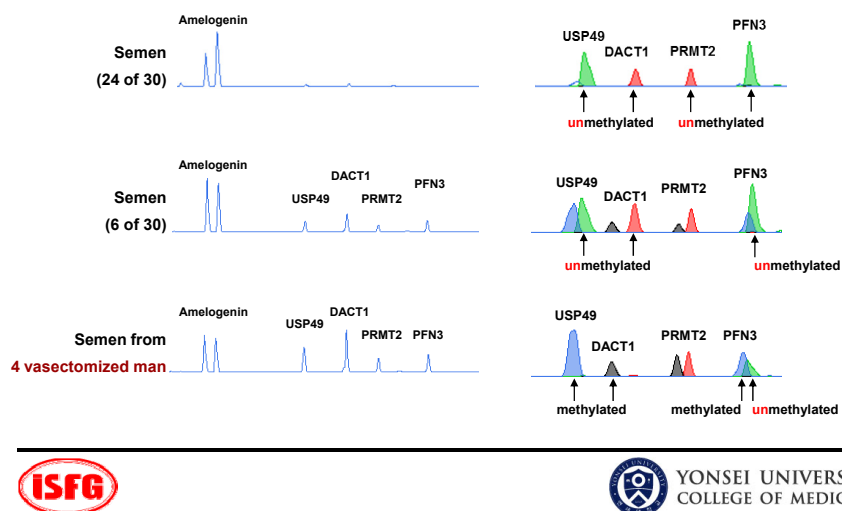 Amelogenin
Semen
(24 of 30)
USP49
DACT1
PRMT2
PFN3
unmethylated
unmethylated
Amelogenin
Semen
(6 of 30)
USP49
DACT1
PRMT2
PFN3
USP49
DACT1
PRMT2
PFN3
unmethylated
unmethylated
Amelogenin
Semen from
4 vasectomized man
USP49
DACT1
PRMT2
PFN3
USP49
DACT1
PRMT2
PFN3
methylated
methylated
unmethylated
iSFG
YONSEI UNIVERS
COLLEGE OF MEDIC